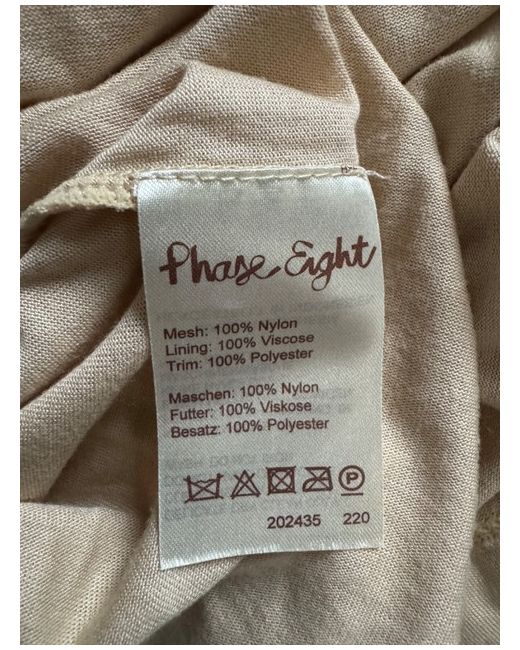 Phase Eight
Mesh: 100% Nylon
Lining: 100% Viscose
Trim: 100% Polyester
Maschen: 100% Nylon
Futter: 100% Viskose
Besatz: 100% Polyester
P
202435 220